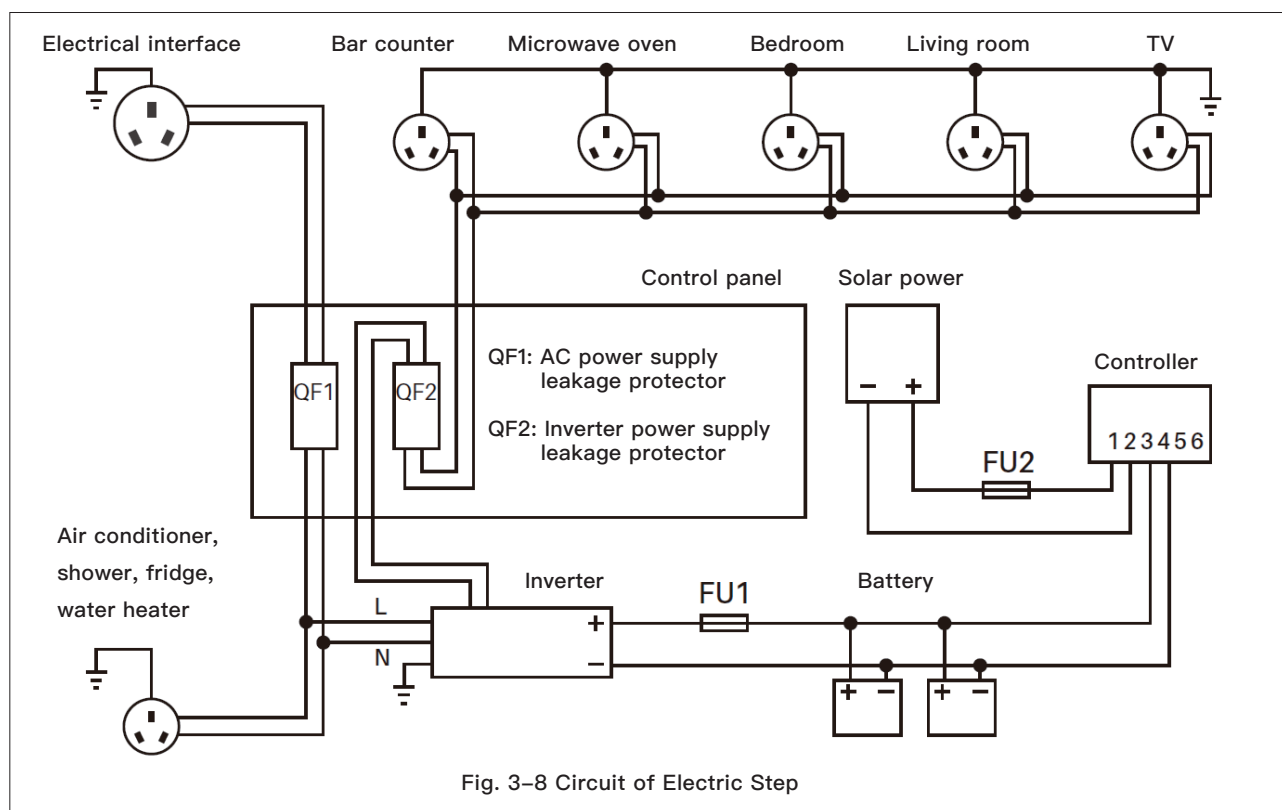 Electrical interface
Bar counter
Microwave oven
Bedroom
Living room
TV
Control panel
Solar power
QF1: AC power supply
leakage protector
QF1
QF2
QF2: Inverter power supply
leakage protector
− +
Controller
1 2 3 4 5 6
FU2
Air conditioner,
shower, fridge,
water heater
Inverter
FU1
Battery
L
+
N
−
+ −
+ −
Fig. 3–8 Circuit of Electric Step